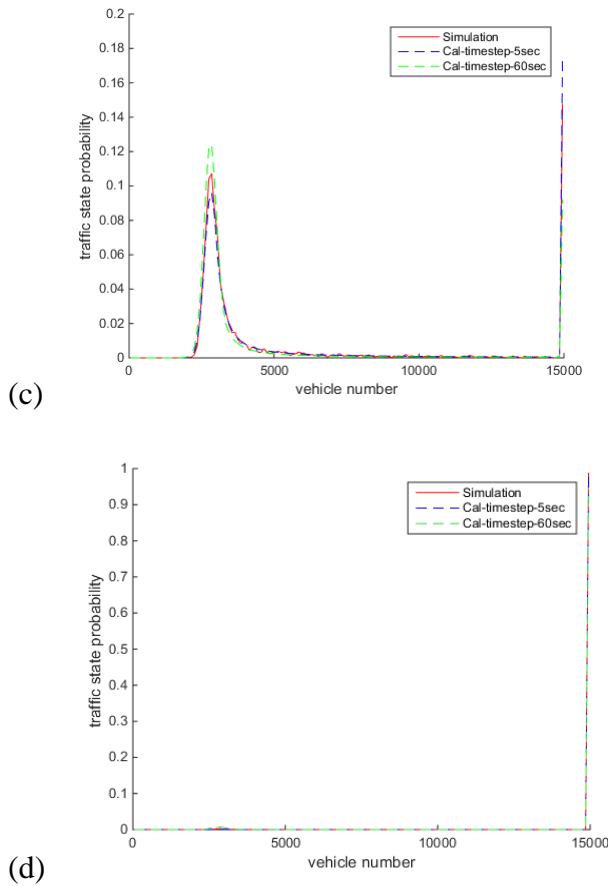 0.2
0.18
0.16
0.14
0.12
0.1
0.08
0.06
0.04
0.02
0
traffic state probability
Simulation
Cal-timestep-5sec
Cal-timestep-60sec
0 5000 10000 15000
vehicle number
(c)
1
0.9
0.8
0.7
0.6
0.5
0.4
0.3
0.2
0.1
0
traffic state probability
Simulation
Cal-timestep-5sec
Cal-timestep-60sec
0 5000 10000 15000
vehicle number
(d)